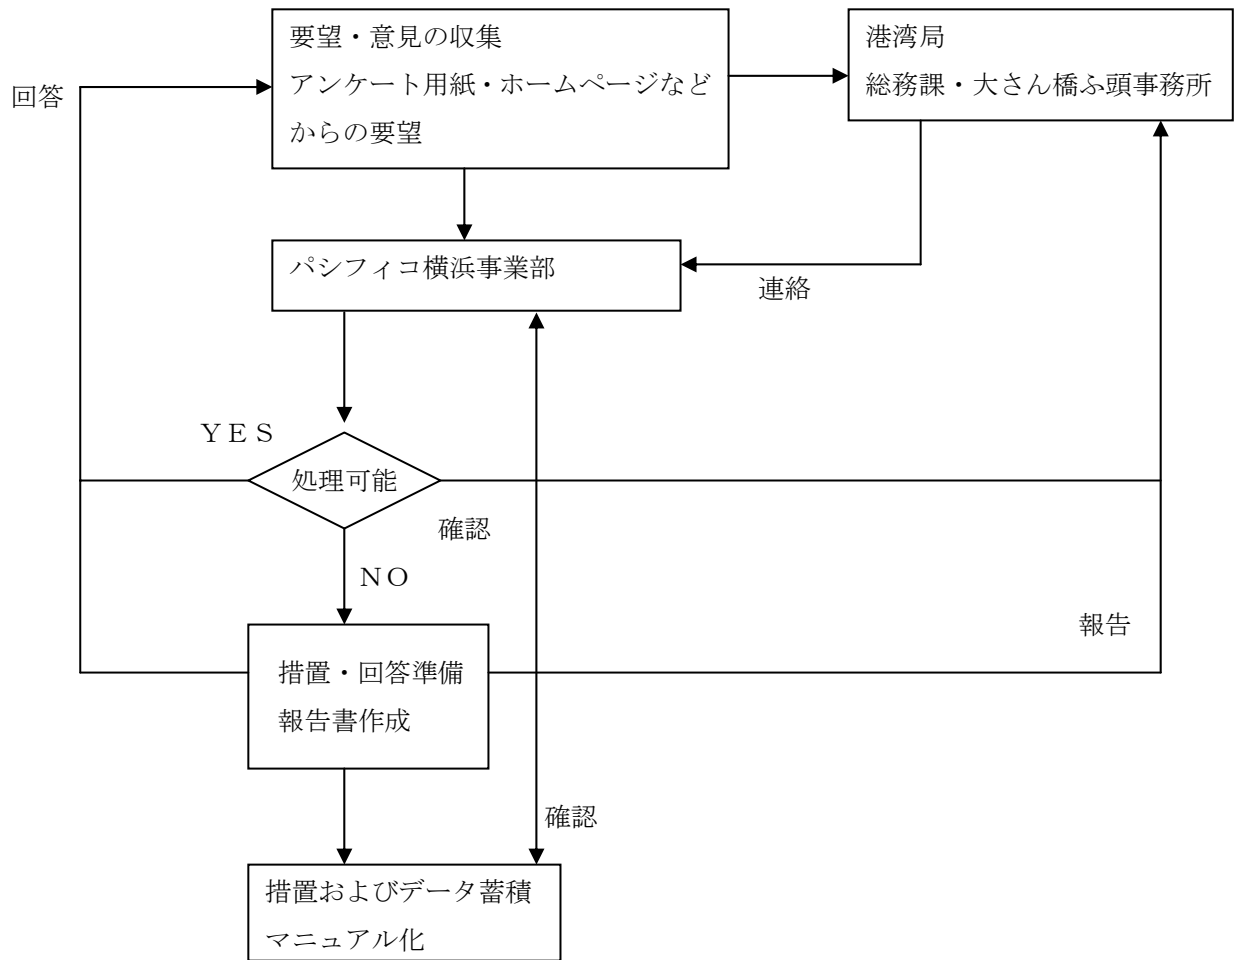 要望・意見の収集
アンケート用紙・ホームページなど
からの要望
港湾局
総務課・大さん橋ふ頭事務所
回答
パシフィコ横浜事業部
連絡
ＹＥＳ
処理可能
確認
ＮＯ
報告
措置・回答準備
報告書作成
確認
措置およびデータ蓄積
マニュアル化